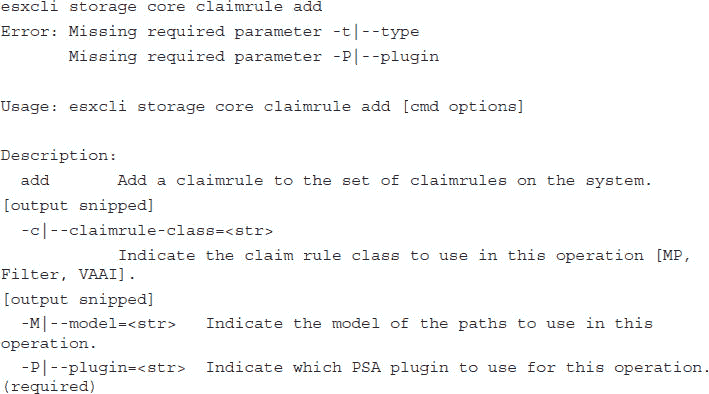 esxcli storage core claimrule add
Error: Missing required parameter -t|--type
       Missing required parameter -P|--plugin

Usage: esxcli storage core claimrule add [cmd options]

Description:
  add       Add a claimrule to the set of claimrules on the system.
[output snipped]
  -c|--claimrule-class=<str>
            Indicate the claim rule class to use in this operation [MP,
Filter, VAAI].
[output snipped]
  -M|--model=<str>   Indicate the model of the paths to use in this
operation.
  -P|--plugin=<str>  Indicate which PSA plugin to use for this operation.
(required)